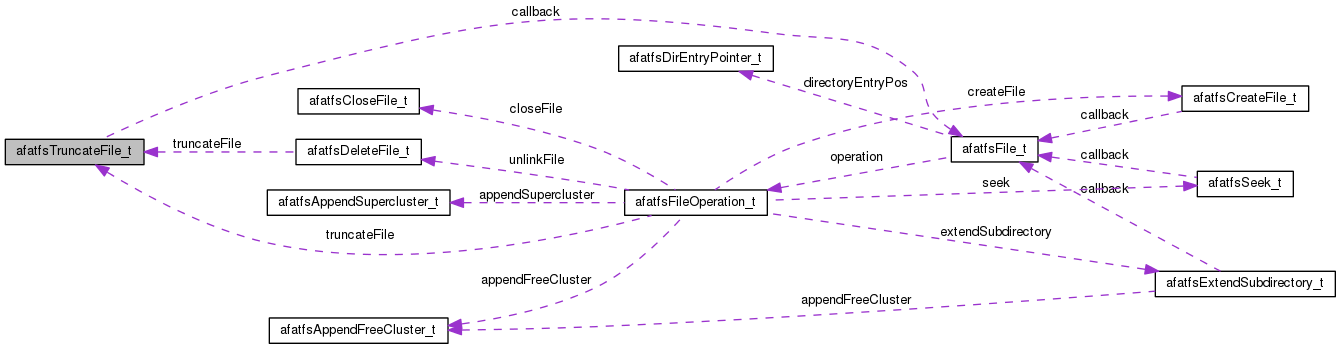 callback
afatfsDirEntryPointer_t
directoryEntryPos
createFile
afatfsCreateFile_t
afatfsCloseFile_t
closeFile
callback
afatfsTruncateFile_t
truncateFile
afatfsDeleteFile_t
unlinkFile
operation
afatfsFile_t
callback
afatfsSeek_t
seek
callback
afatfsAppendSupercluster_t
appendSupercluster
afatfsFileOperation_t
truncateFile
extendSubdirectory
appendFreeCluster
afatfsExtendSubdirectory_t
appendFreeCluster
afatfsAppendFreeCluster_t